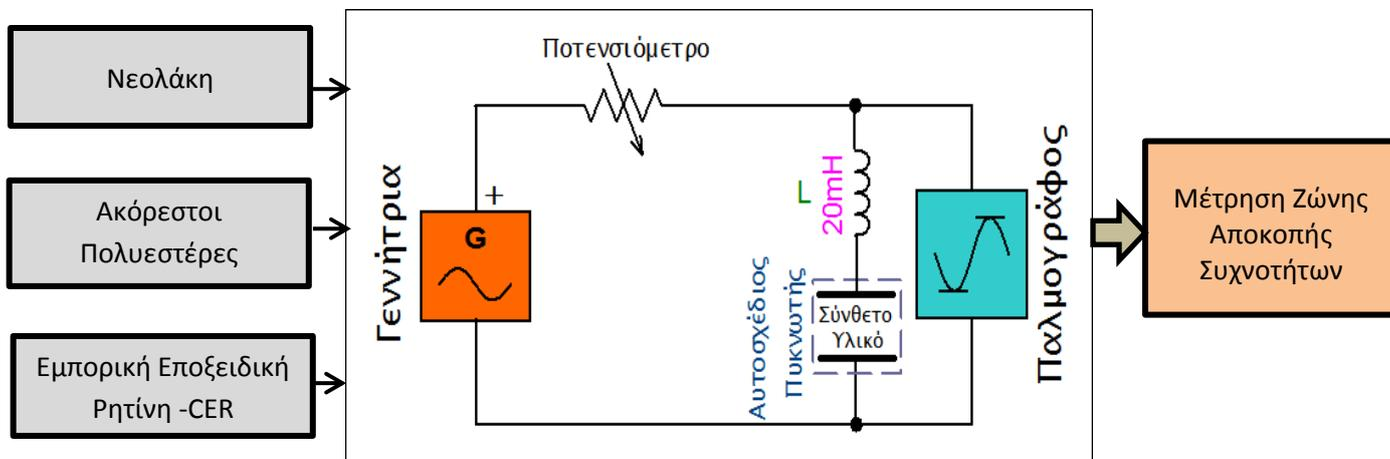 Νεολάκη
Ακόρεστοι
Πολυεστέρες
Εμπορική Εποξειδική
Ρητίνη -CER
Ποτενσιόμετρο
Γεννήτρια
+
G
L
20mH
Αυτοσχέδιος
Πυκνωτής
Σύνθετο
Υλικό
Παλμογράφος
Μέτρηση Ζώνης
Αποκοπής
Συχνοτήτων